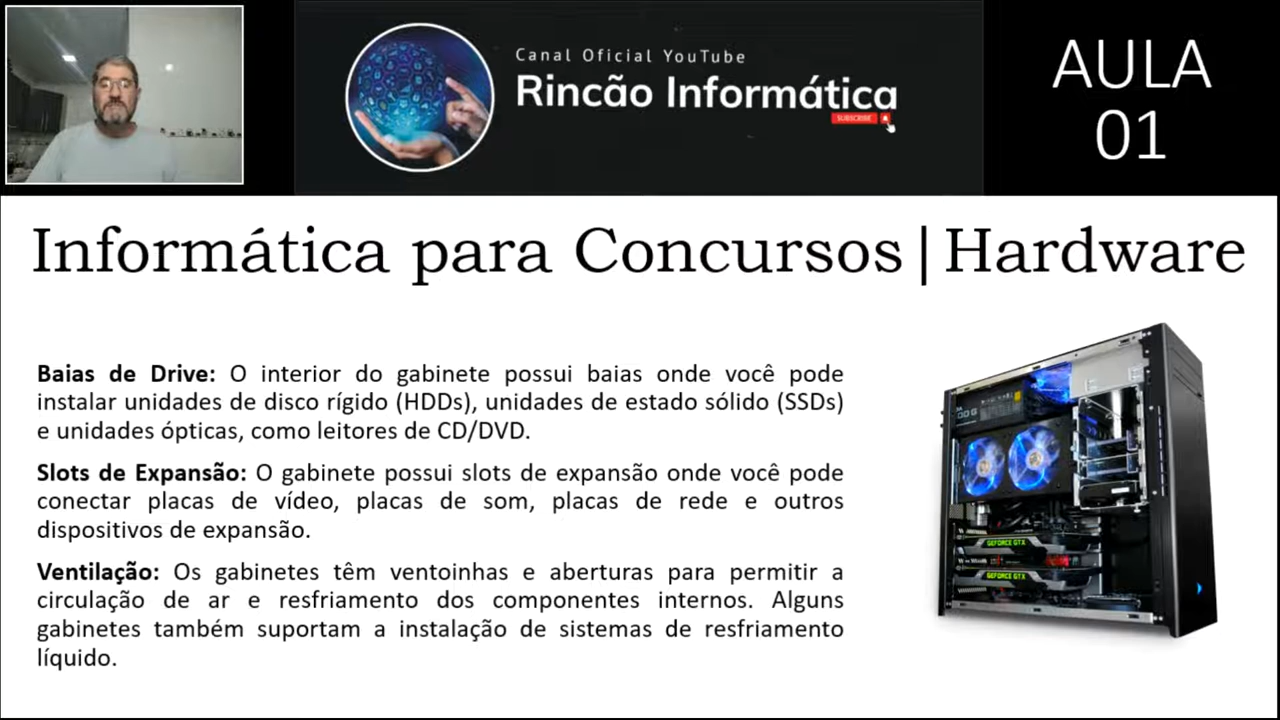 Canal Oficial YouTube
Rincão Informática
SUBSCRIBE
AULA
01
Informática para Concursos|Hardware
Baias de Drive: O interior do gabinete possui baias onde você pode
instalar unidades de disco rígido (HDDs), unidades de estado sólido (SSDs)
e unidades ópticas, como leitores de CD/DVD.
Slots de Expansão: O gabinete possui slots de expansão onde você pode
conectar placas de vídeo, placas de som, placas de rede e outros
dispositivos de expansão.
Ventilação: Os gabinetes têm ventoinhas e aberturas para permitir a
circulação de ar e resfriamento dos componentes internos. Alguns
gabinetes também suportam a instalação de sistemas de resfriamento
líquido.
GEFORCE GTX
GEFORCE GTX